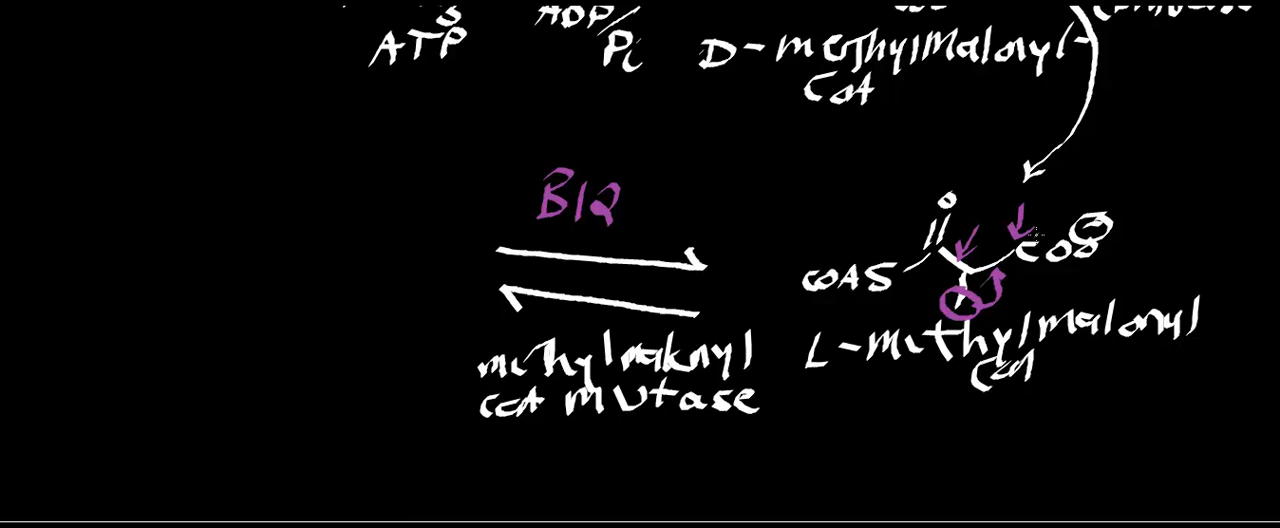 ATP
ADP/
Pi
D-methylmalonyl-
CoA
B12
O
COO⊖
COAS
methylmalonyl
CoA mutase
L-methylmalonyl
CoA